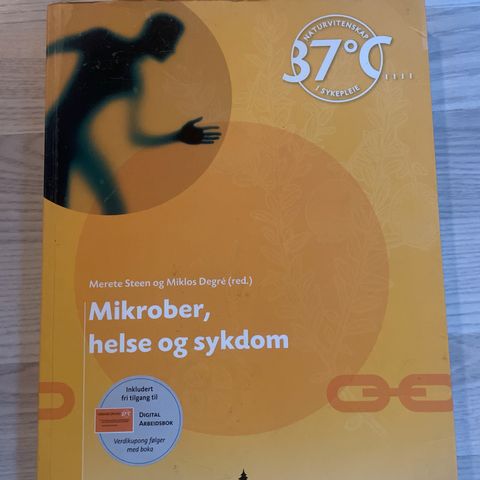 NATURVITENSKAP
37°C
I SYKEPLEIE
Merete Steen og Miklos Degré (red.)
Mikrober,
helse og sykdom
Inkludert
fri tilgang til
DIGITAL
ARBEIDSBOK
Verdikupong følger
med boka